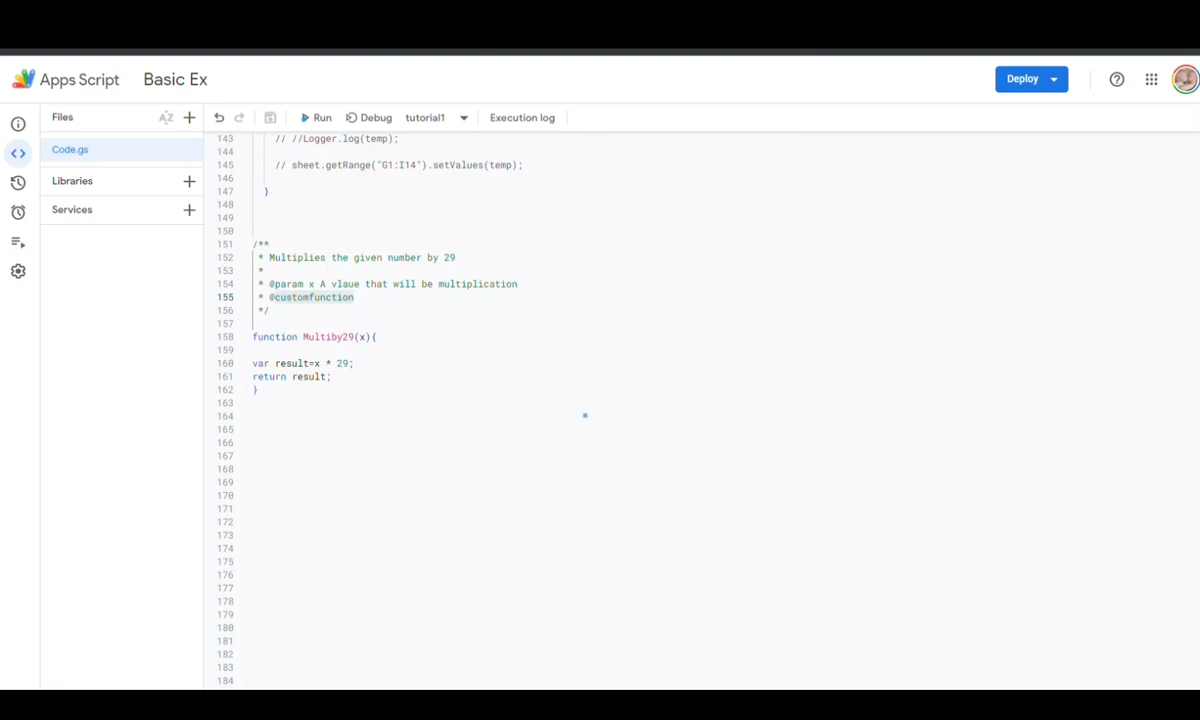 Apps Script Basic Ex Deploy
Files AZ Run Debug tutorial1 Execution log
Code.gs
Libraries
Services
143 // //Logger.log(temp);
144
145 // sheet.getRange("G1:I14").setValues(temp);
146
147 }
148
149
150
151 /**
152 * Multiplies the given number by 29
153 *
154 * @param x A vlaue that will be multiplication
155 * @customfunction
156 */
157
158 function Multiby29(x){
159
160 var result=x * 29;
161 return result;
162 }
163
164
165
166
167
168
169
170
171
172
173
174
175
176
177
178
179
180
181
182
183
184